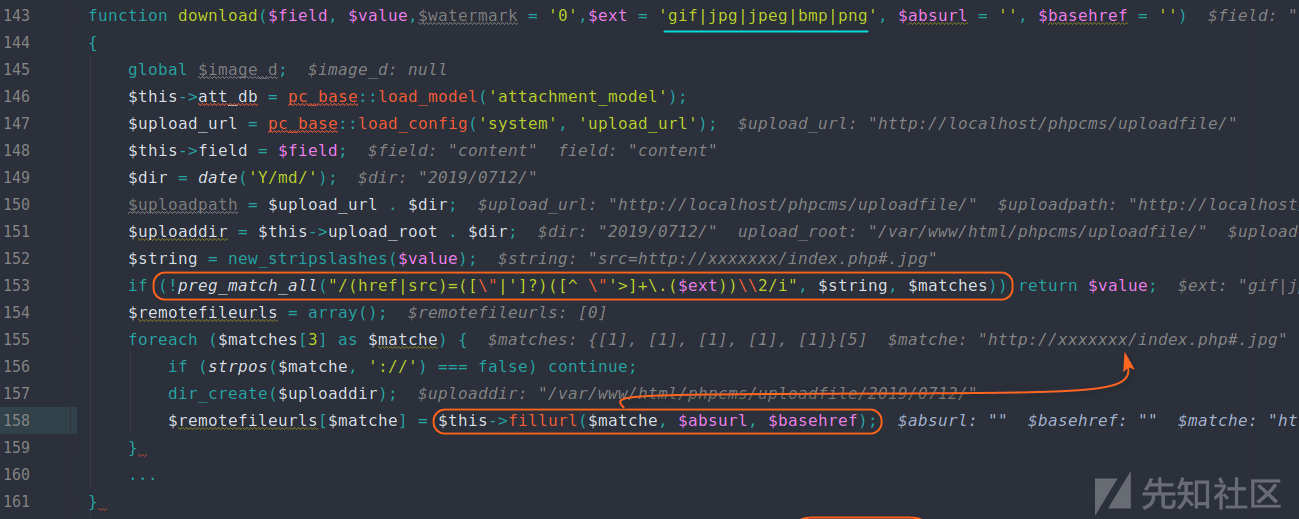 143 function download($field, $value,$watermark = '0',$ext = 'gif|jpg|jpeg|bmp|png', $absurl = '', $basehref = '') $field: "
144 {
145 global $image_d; $image_d: null
146 $this->att_db = pc_base::load_model('attachment_model');
147 $upload_url = pc_base::load_config('system', 'upload_url'); $upload_url: "http://localhost/phpcms/uploadfile/"
148 $this->field = $field; $field: "content" field: "content"
149 $dir = date('Y/md/'); $dir: "2019/0712/"
150 $uploadpath = $upload_url . $dir; $upload_url: "http://localhost/phpcms/uploadfile/" $uploadpath: "http://localhost
151 $uploaddir = $this->upload_root . $dir; $dir: "2019/0712/" upload_root: "/var/www/html/phpcms/uploadfile/" $upload
152 $string = new_stripslashes($value); $string: "src=http://xxxxxxx/index.php#.jpg"
153 if (!preg_match_all("/(href|src)=([\"|']?)([^ \"'>]+\.($ext))\\2/i", $string, $matches)) return $value; $ext: "gif|j
154 $remotefileurls = array(); $remotefileurls: [0]
155 foreach ($matches[3] as $matche) { $matches: {[1], [1], [1], [1], [1]}[5] $matche: "http://xxxxxxx/index.php#.jpg"
156 if (strpos($matche, '://') === false) continue;
157 dir_create($uploaddir); $uploaddir: "/var/www/html/phpcms/uploadfile/2019/0712/"
158 $remotefileurls[$matche] = $this->fillurl($matche, $absurl, $basehref); $absurl: "" $basehref: "" $matche: "ht
159 }
160 ...
161 }
先知社区